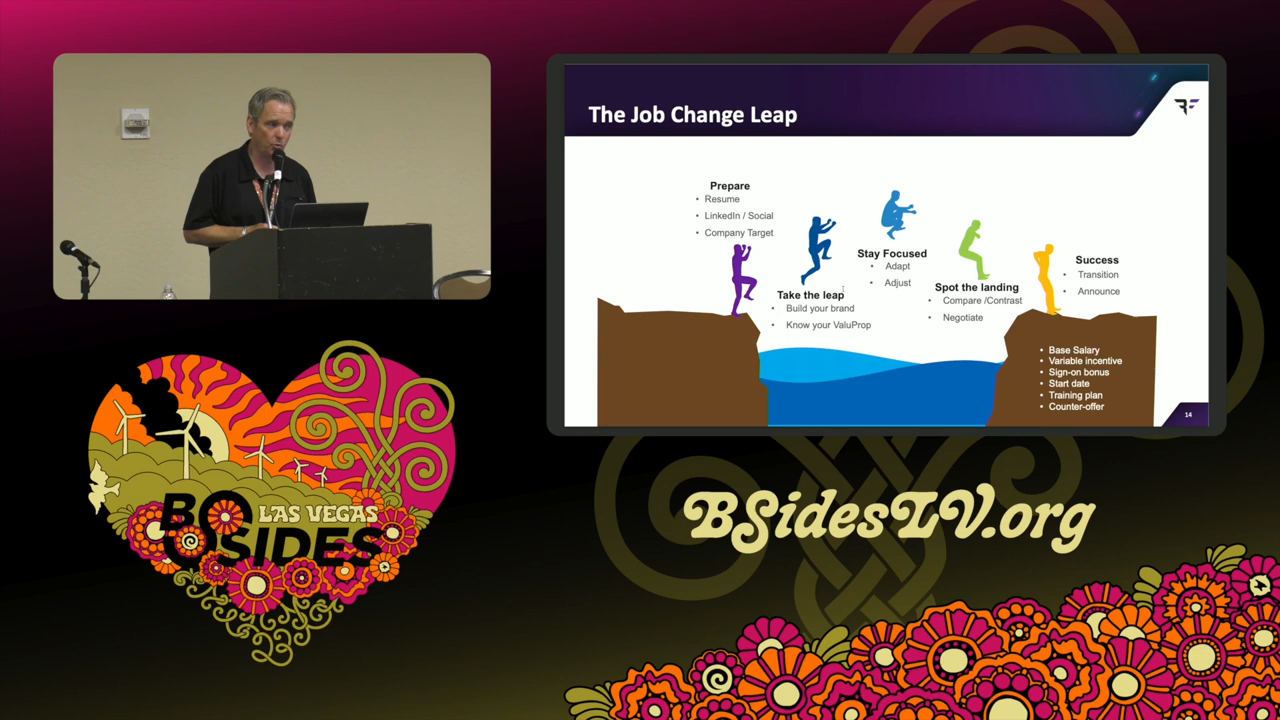 The Job Change Leap
RF
Prepare
• Resume
• LinkedIn / Social
• Company Target
Take the leap
• Build your brand
• Know your ValuProp
Stay Focused
• Adapt
• Adjust
Spot the landing
• Compare /Contrast
• Negotiate
Success
• Transition
• Announce
• Base Salary
• Variable incentive
• Sign-on bonus
• Start date
• Training plan
• Counter-offer
14
BSIDES
LAS VEGAS
23
BSidesLV.org